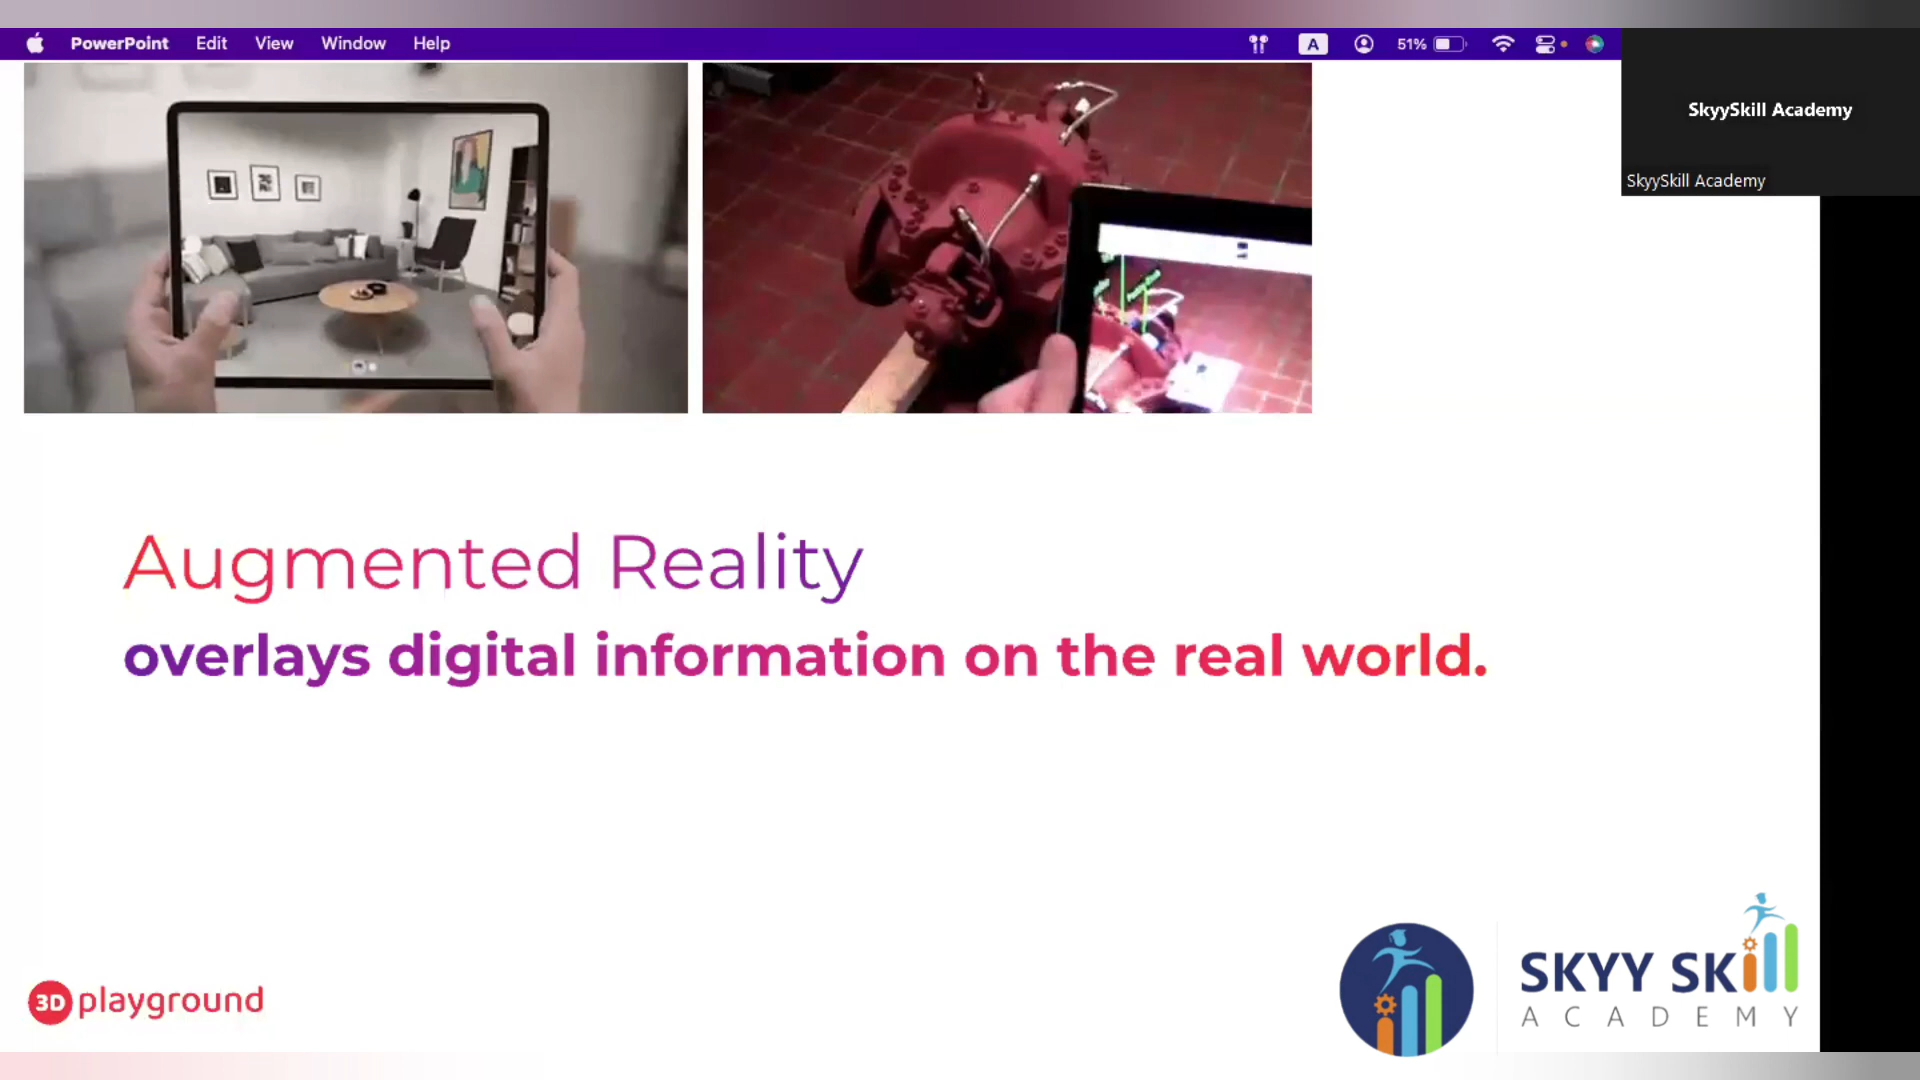 PowerPoint Edit View Window Help A 51%
SkyySkill Academy
SkyySkill Academy
Augmented Reality
overlays digital information on the real world.
3D playground
SKYY SKill
ACADEMY